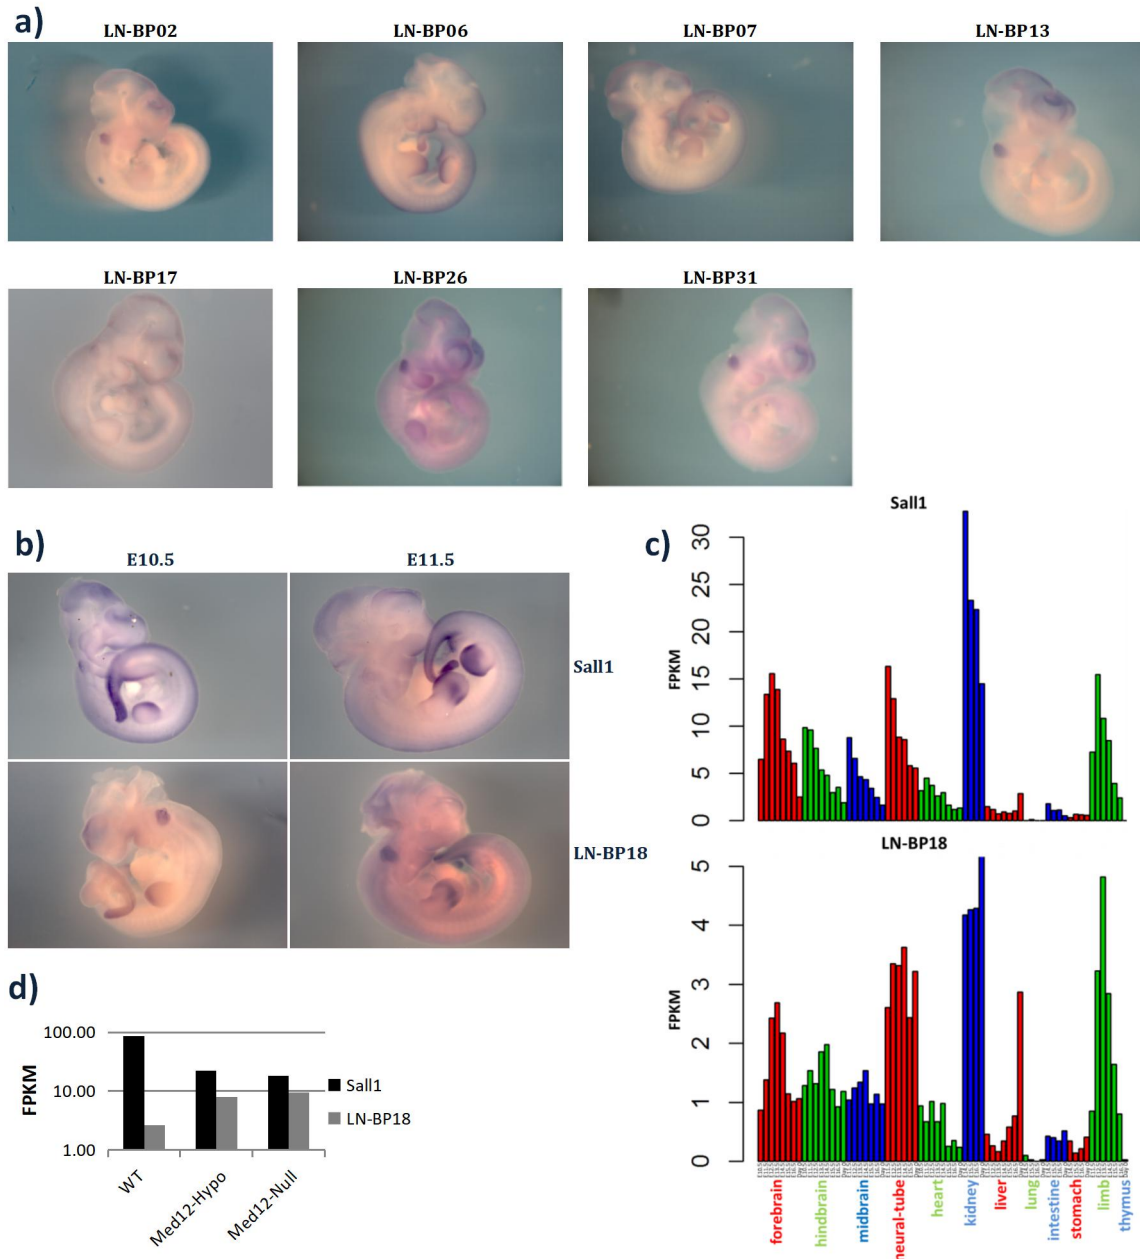 a)
LN-BP02 LN-BP06 LN-BP07 LN-BP13
LN-BP17 LN-BP26 LN-BP31
b)
E10.5 E11.5
Sall1
LN-BP18
c)
Sall1
FPKM
30
25
20
15
10
5
0
LN-BP18
FPKM
5
4
3
2
1
0
forebrain
hindbrain
midbrain
neural-tube
heart
kidney
liver
lung
intestine
stomach
limb
thymus
d)
FPKM
100.00
10.00
1.00
Sall1
LN-BP18
WT
Med12-Hypo
Med12-Null